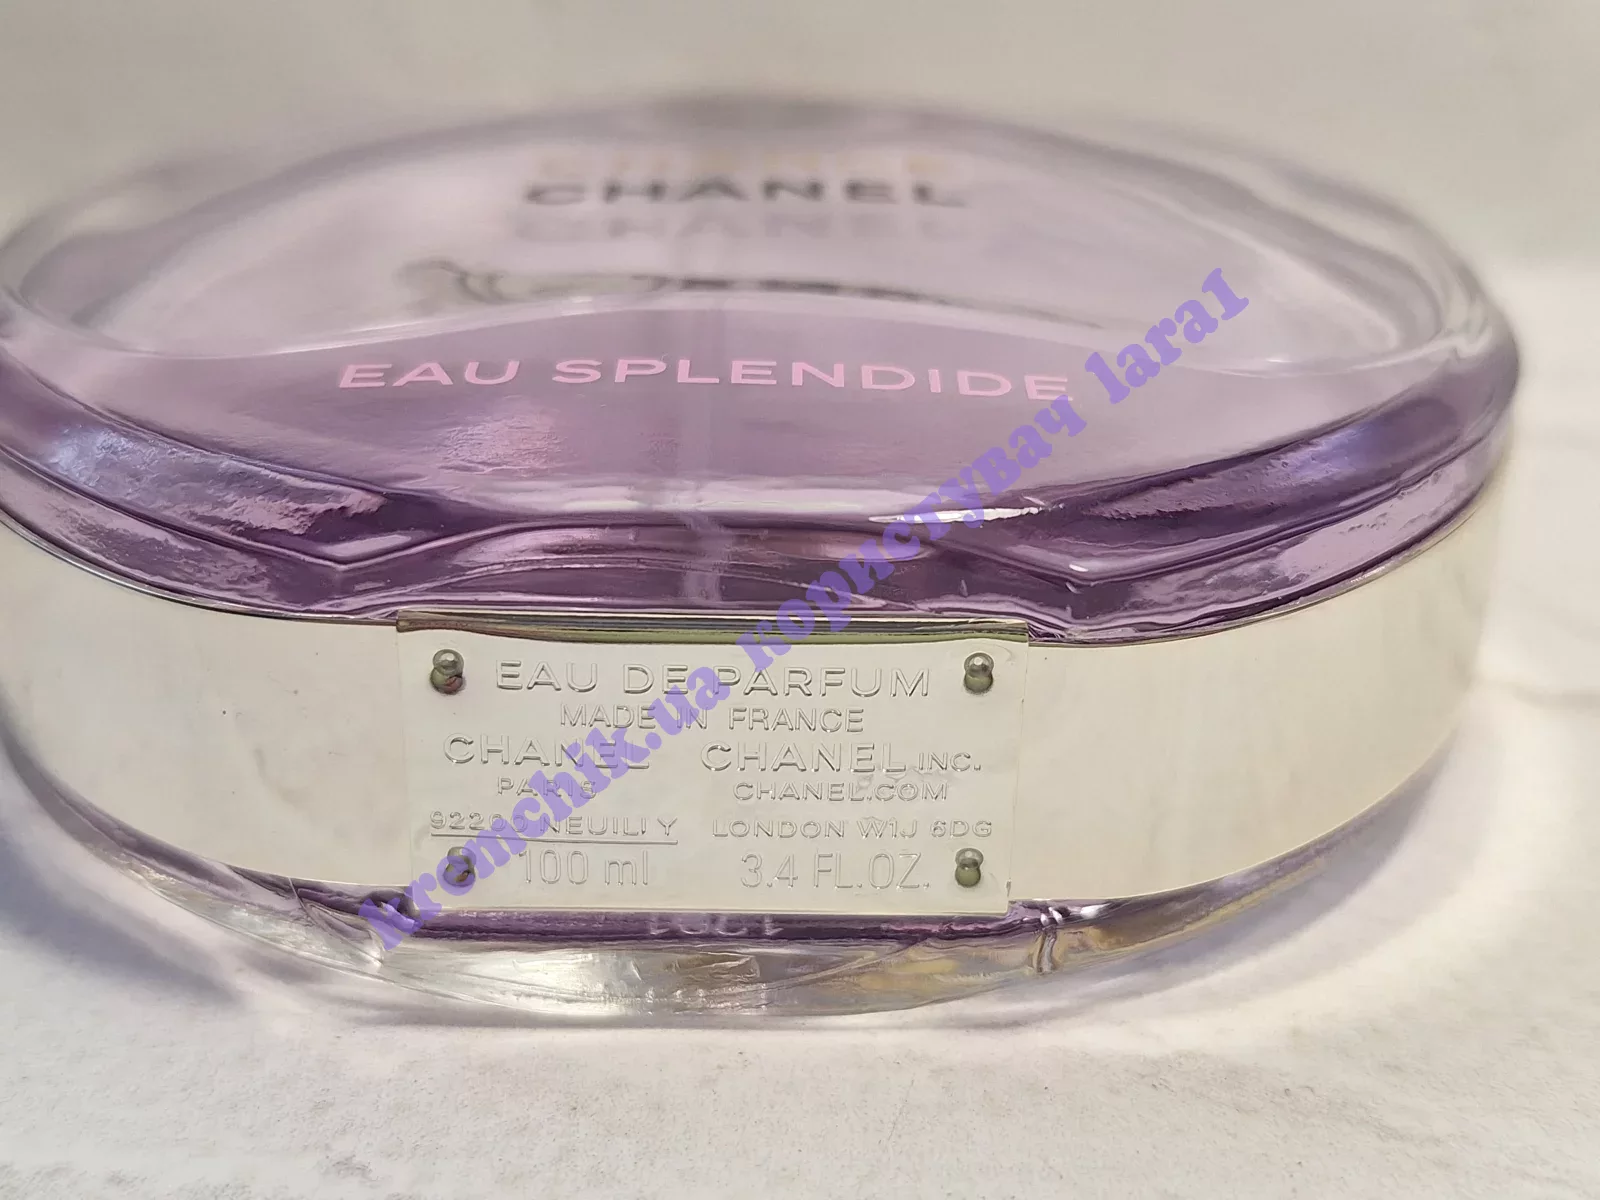 CHANEL
EAU SPLENDIDE
EAU DE PARFUM
MADE IN FRANCE
CHANEL CHANEL INC.
PARIS CHANEL.COM
92200 NEUILLY LONDON W1J 6DG
100 ml 3.4 FL.OZ.
kremchik.ua користувач lara1